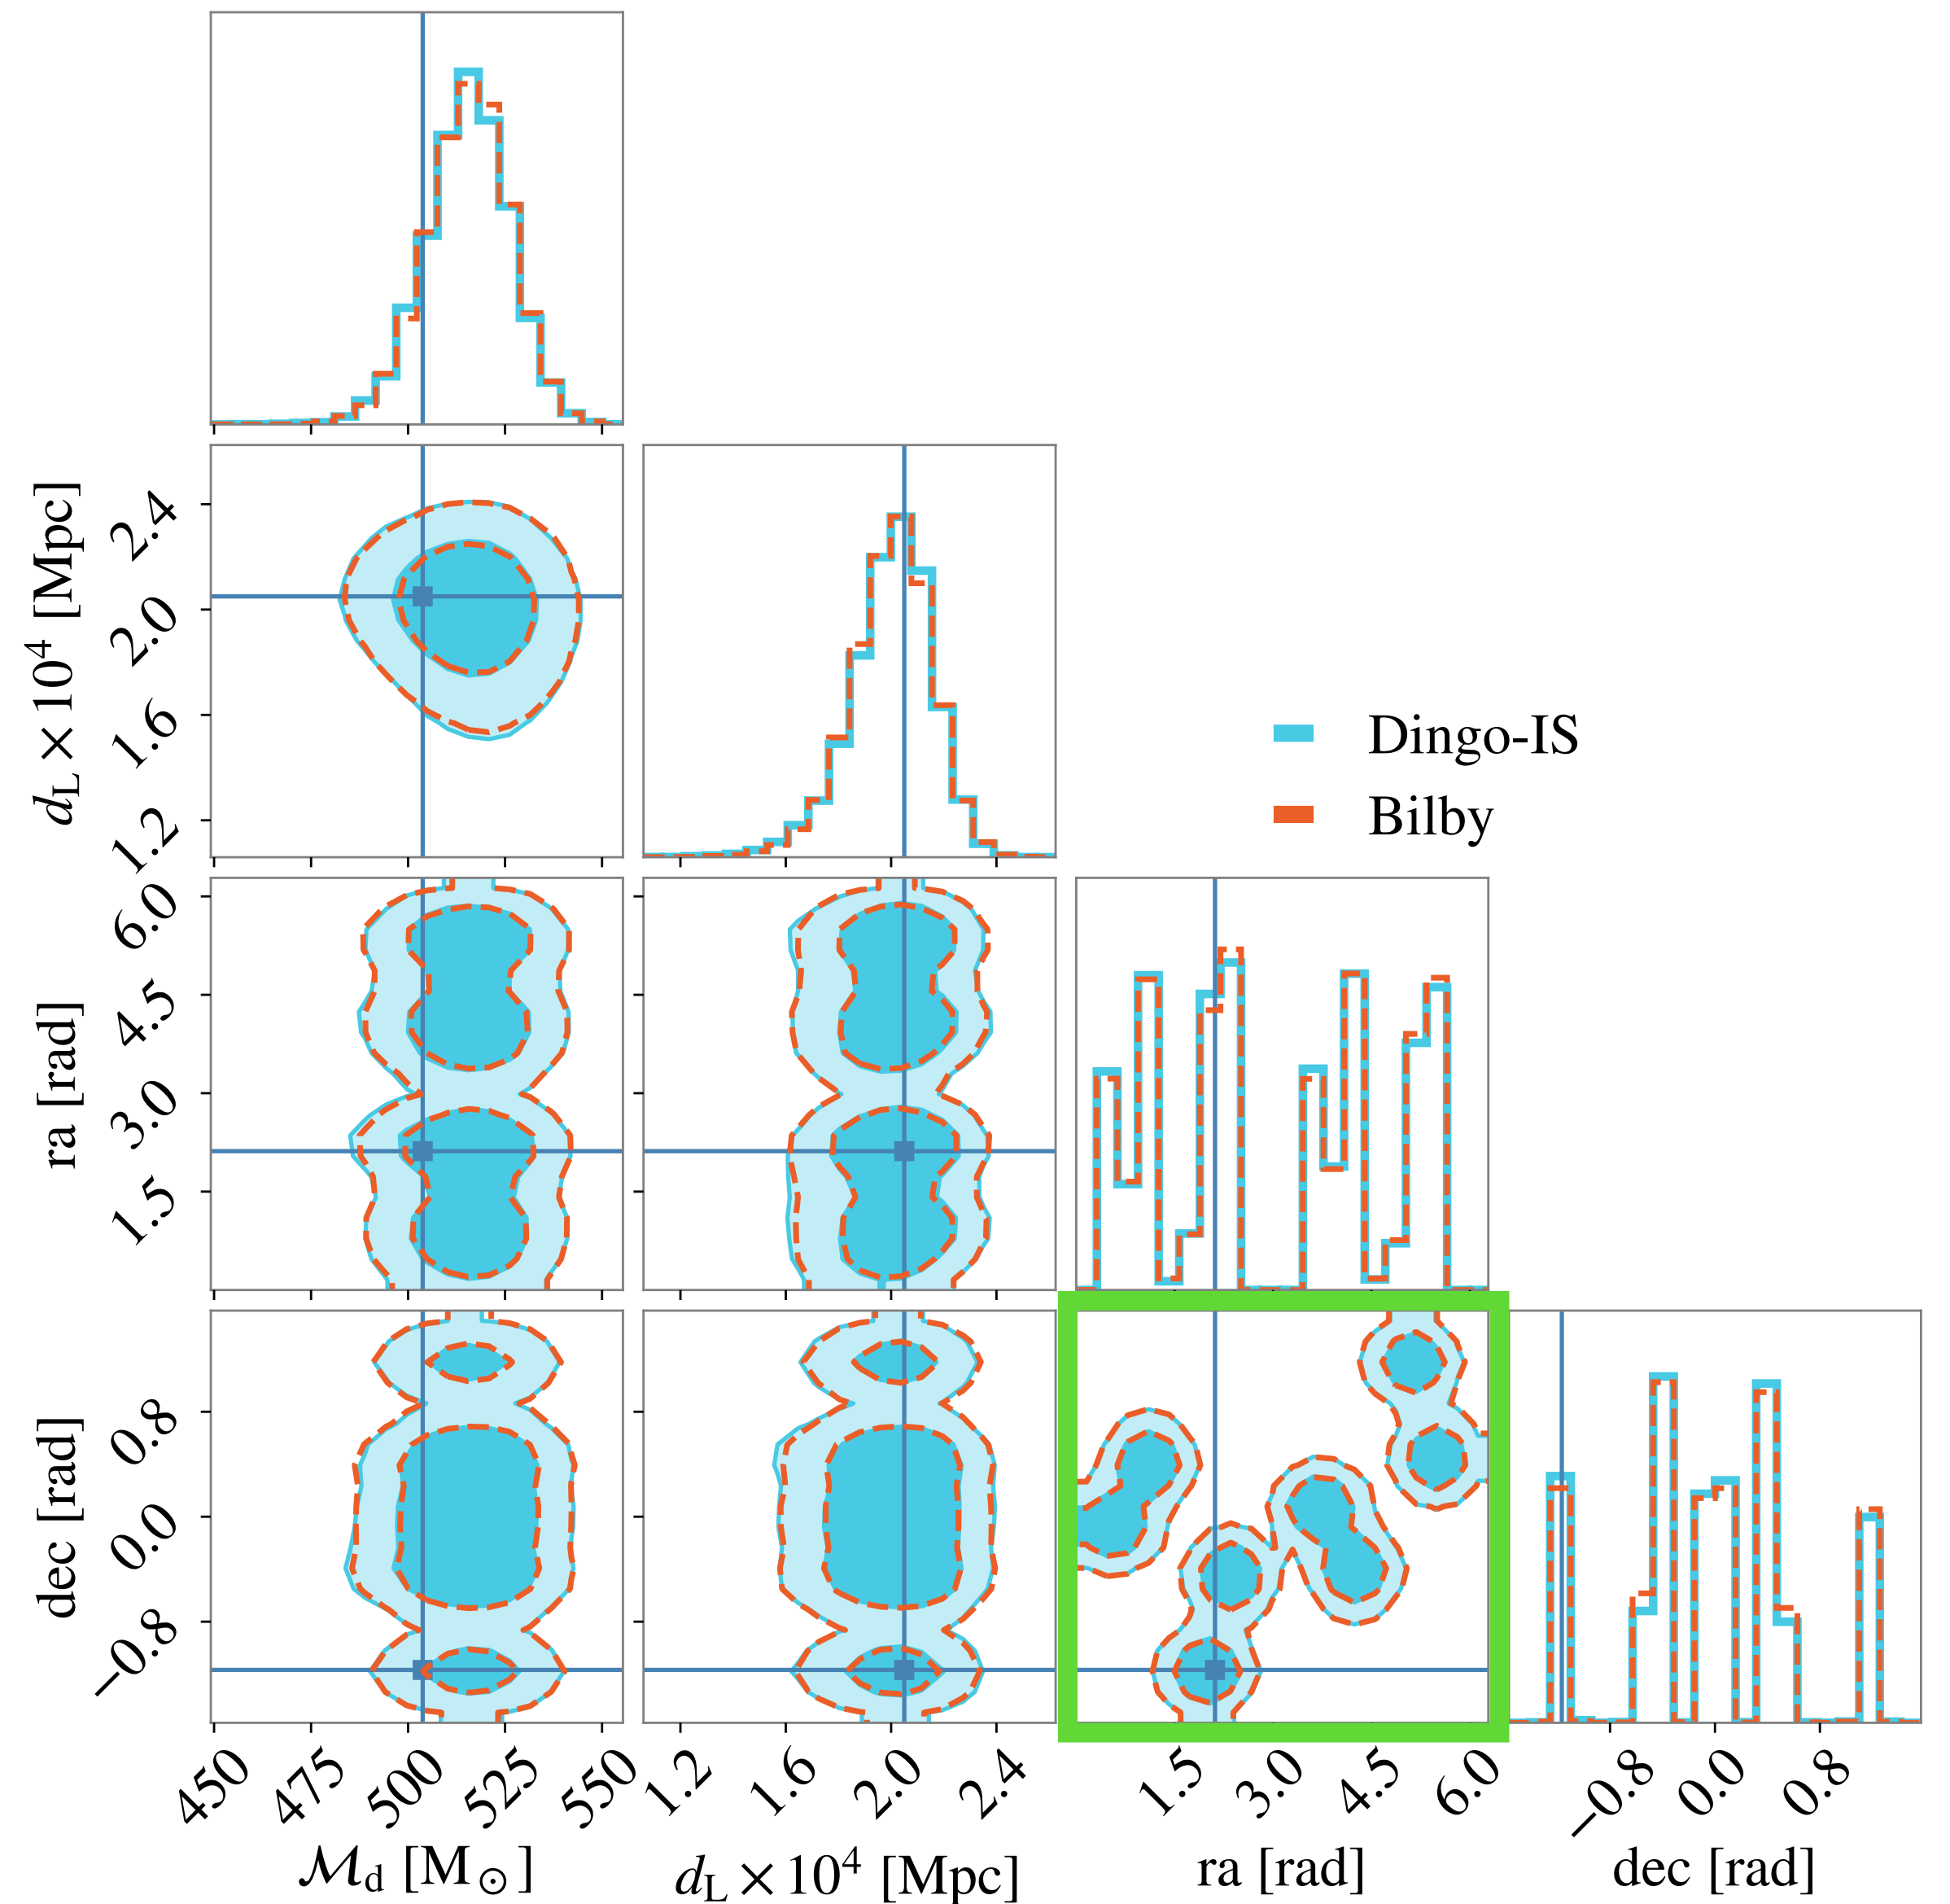 d_L × 10^4 [Mpc]
2.4
2.0
1.6
1.2
Dingo-IS
Bilby
ra [rad]
6.0
4.5
3.0
1.5
dec [rad]
0.8
0.0
−0.8
450 475 500 525 550
1.2 1.6 2.0 2.4
1.5 3.0 4.5 6.0
−0.8 0.0 0.8
ℳ_d [M_⊙]
d_L × 10^4 [Mpc]
ra [rad]
dec [rad]